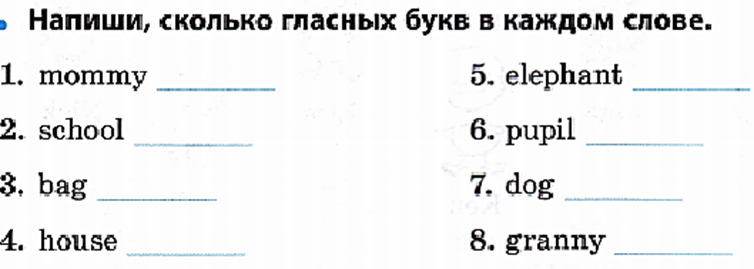 Напиши, сколько гласных букв в каждом слове.
1. mommy
2. school
3. bag
4. house
5. elephant
6. pupil
7. dog
8. granny